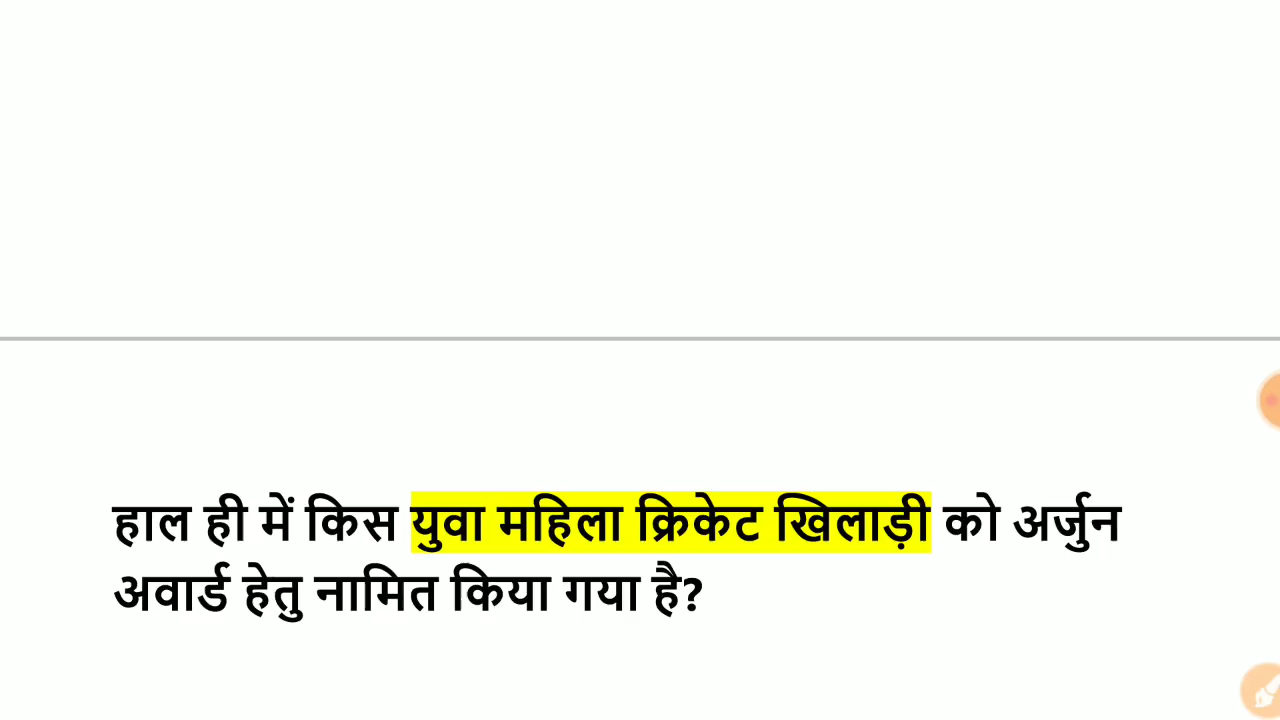 हाल ही में किस युवा महिला क्रिकेट खिलाड़ी को अर्जुन
अवार्ड हेतु नामित किया गया है?